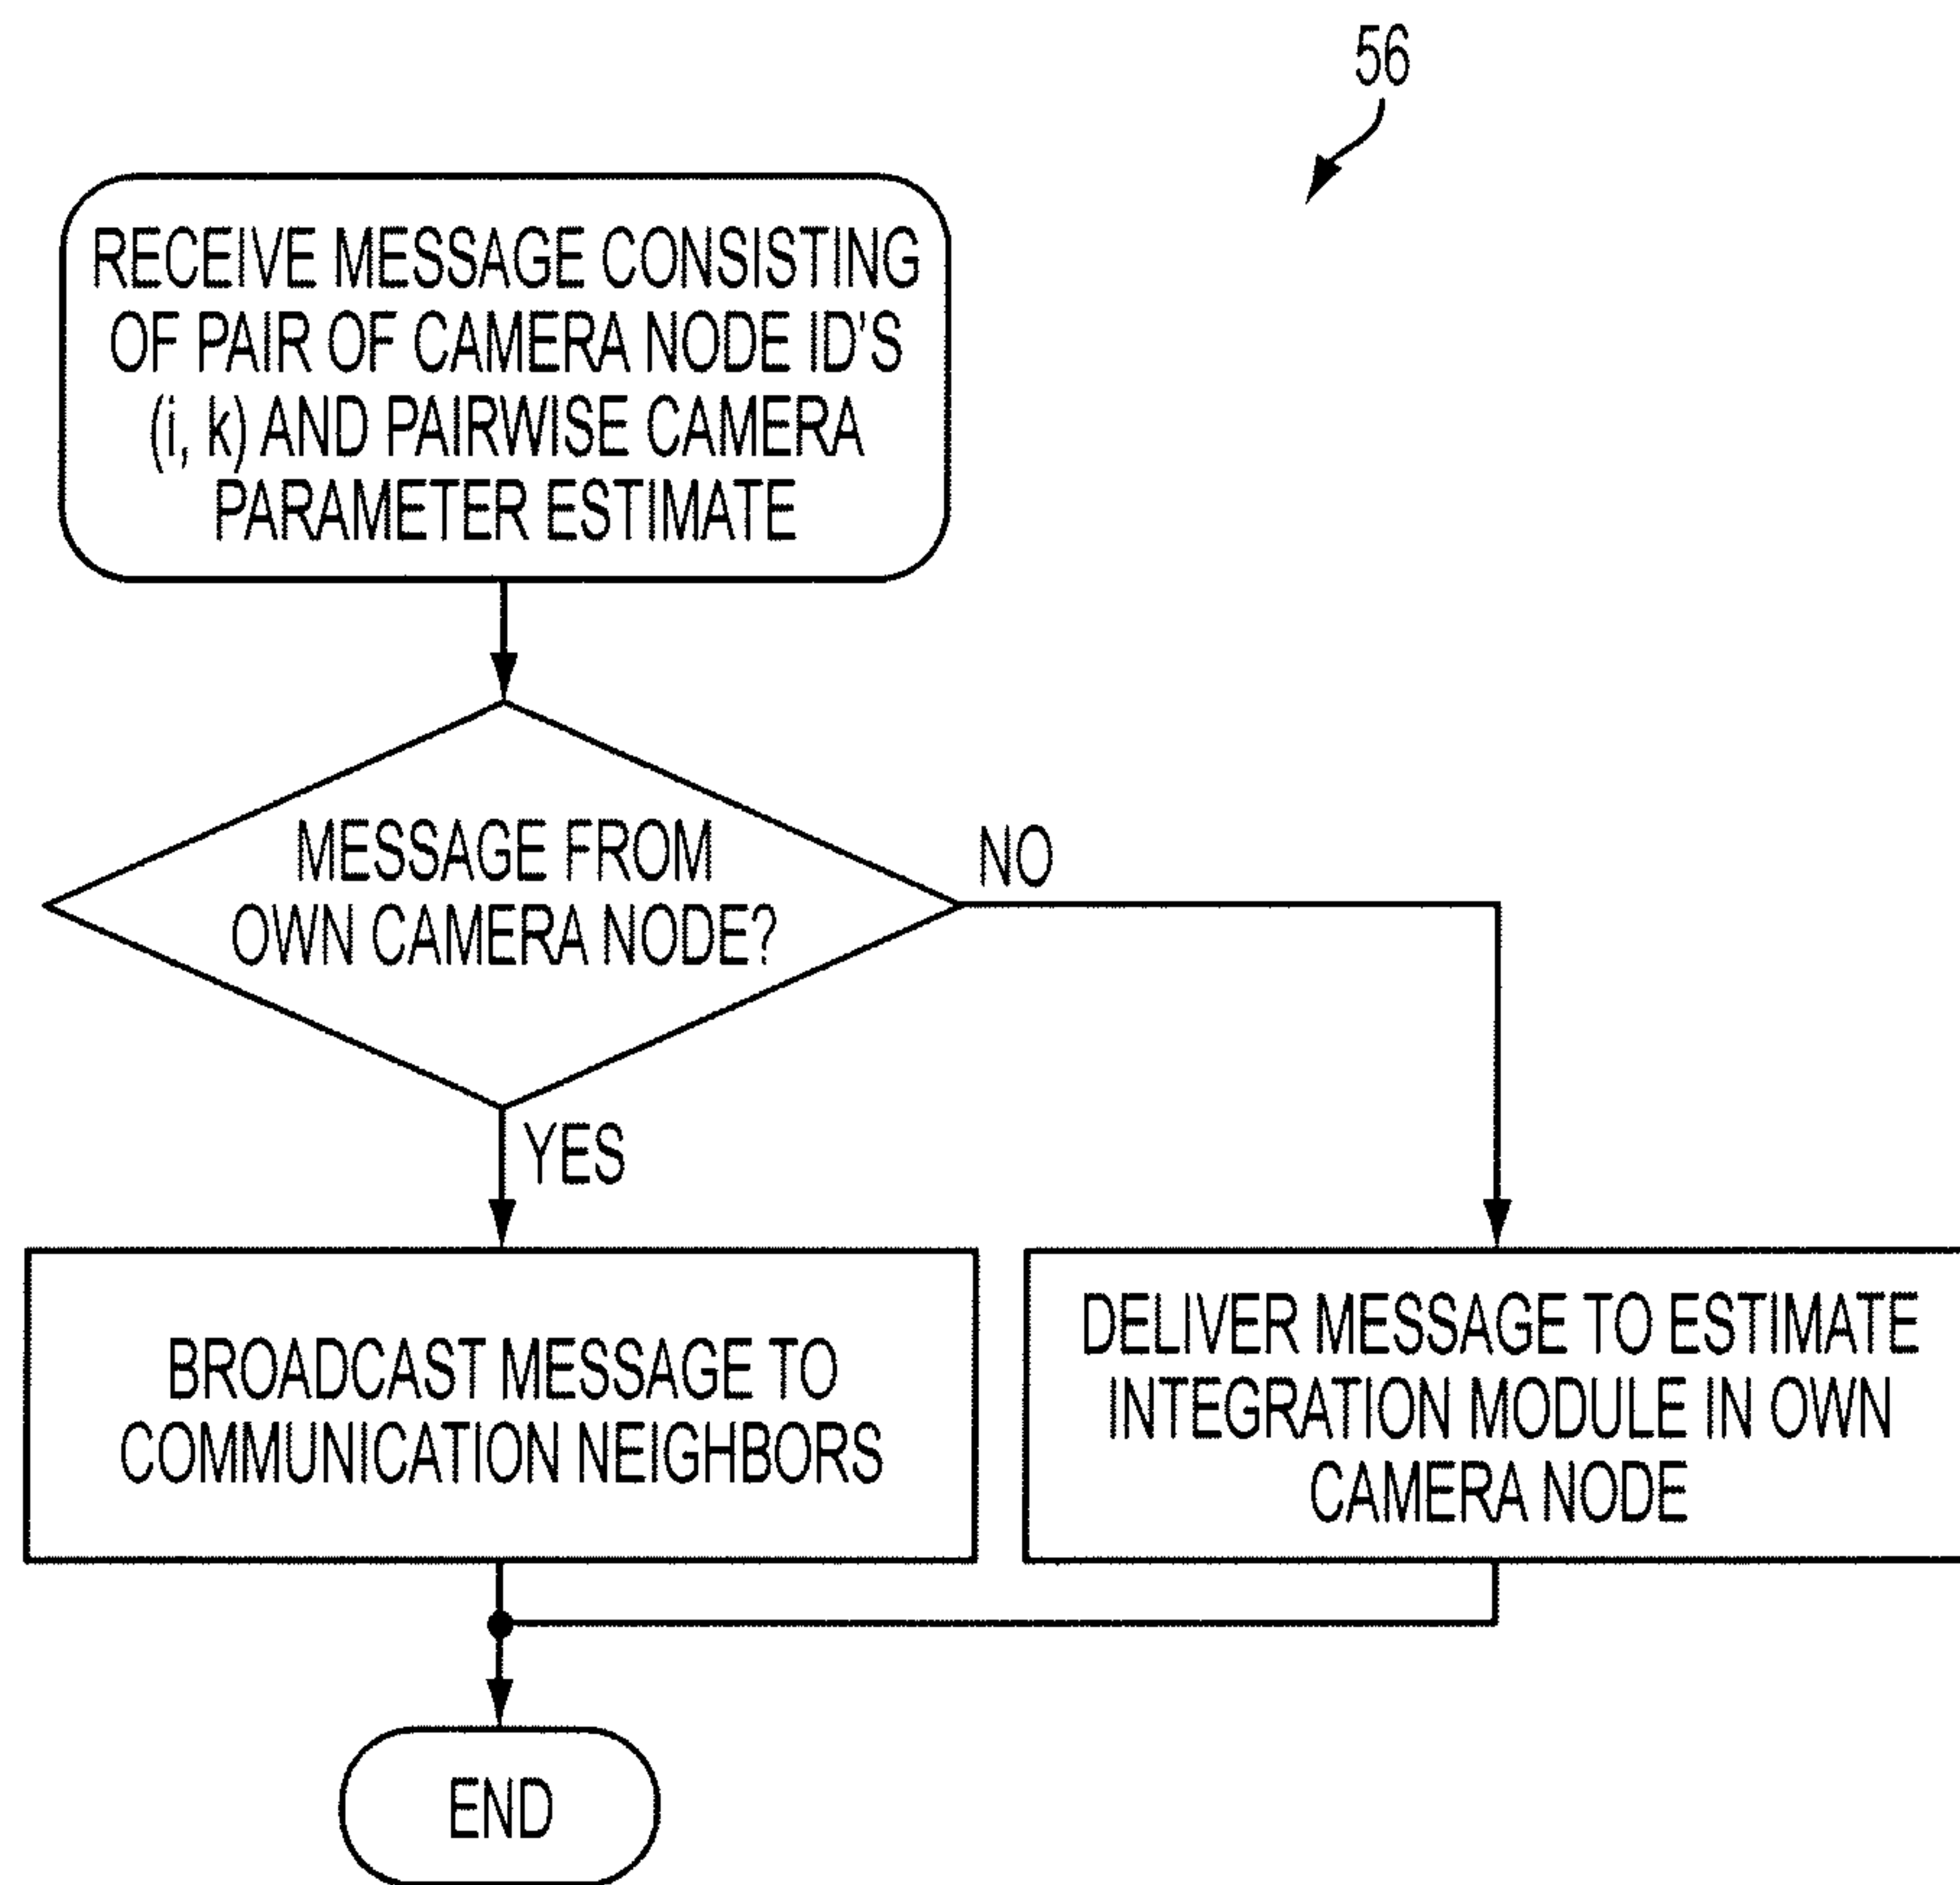 56
RECEIVE MESSAGE CONSISTING
OF PAIR OF CAMERA NODE ID'S
(i, k) AND PAIRWISE CAMERA
PARAMETER ESTIMATE
MESSAGE FROM
OWN CAMERA NODE?
NO
YES
BROADCAST MESSAGE TO
COMMUNICATION NEIGHBORS
DELIVER MESSAGE TO ESTIMATE
INTEGRATION MODULE IN OWN
CAMERA NODE
END